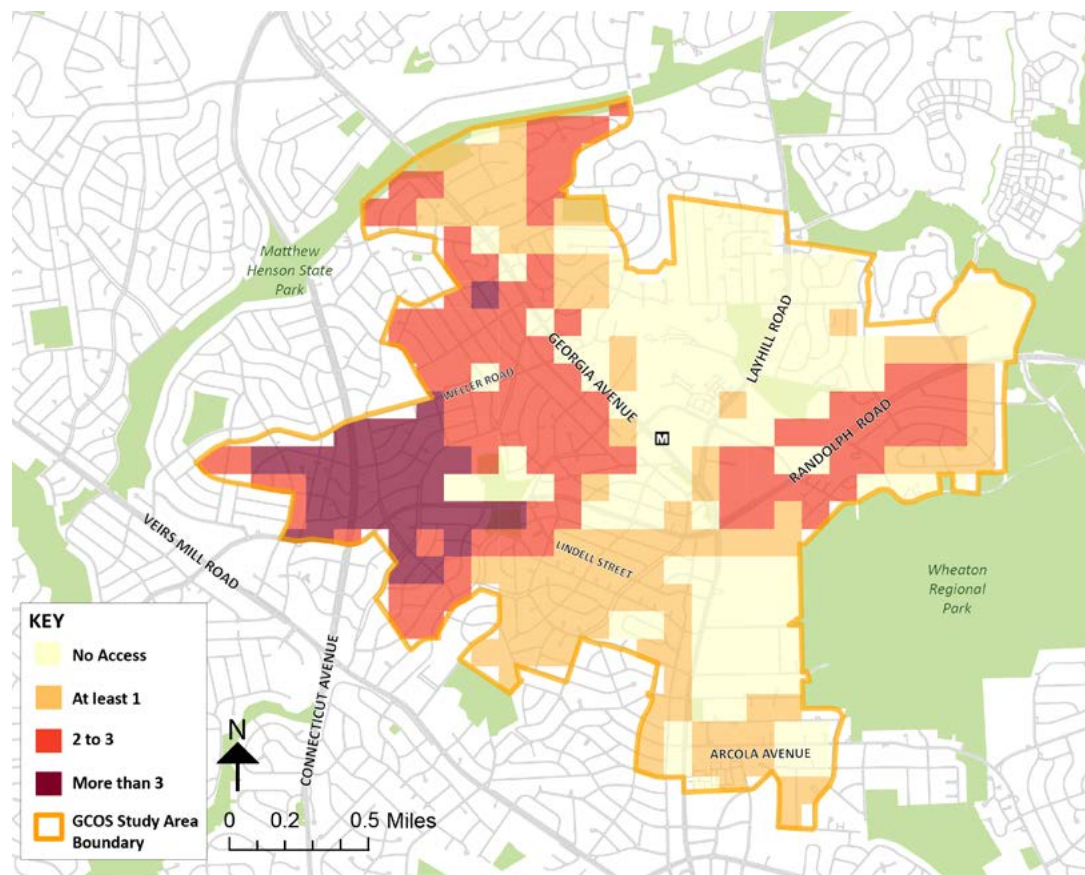 Matthew
Henson State
Park
GEORGIA AVENUE
LAYHILL ROAD
WELLER ROAD
M
RANDOLPH ROAD
VEIRS MILL ROAD
LINDELL STREET
Wheaton
Regional
Park
CONNECTICUT AVENUE
ARCOLA AVENUE
KEY
No Access
At least 1
2 to 3
More than 3
GCOS Study Area
Boundary
N
0 0.2 0.5 Miles